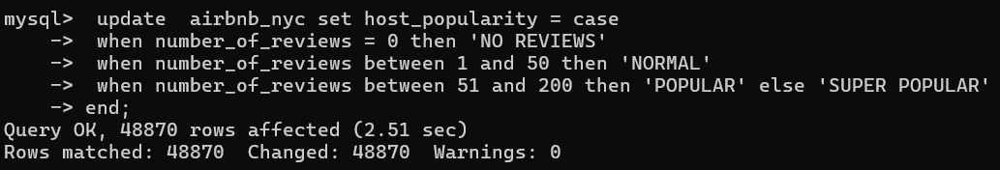 mysql>  update  airbnb_nyc set host_popularity = case
    ->  when number_of_reviews = 0 then 'NO REVIEWS'
    ->  when number_of_reviews between 1 and 50 then 'NORMAL'
    ->  when number_of_reviews between 51 and 200 then 'POPULAR' else 'SUPER POPULAR'
    -> end;
Query OK, 48870 rows affected (2.51 sec)
Rows matched: 48870  Changed: 48870  Warnings: 0